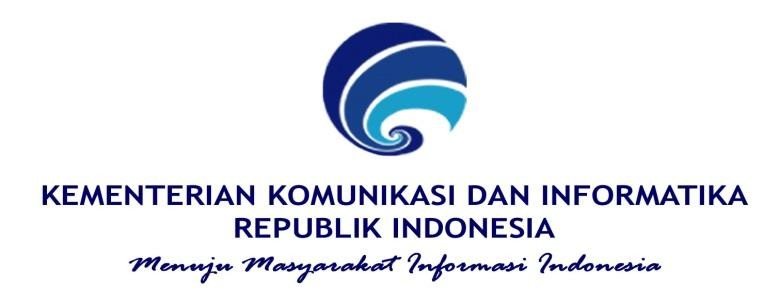 KEMENTERIAN KOMUNIKASI DAN INFORMATIKA
REPUBLIK INDONESIA
Menuju Masyarakat Informasi Indonesia